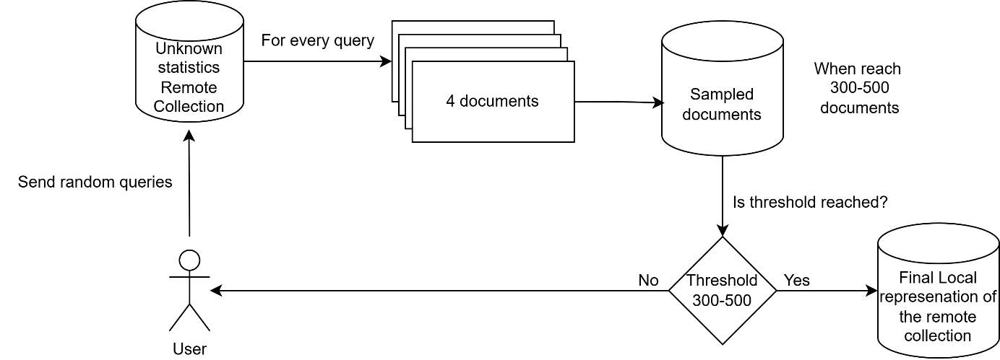 Unknown
statistics
Remote
Collection
For every query
4 documents
Sampled
documents
When reach
300-500
documents
Send random queries
Is threshold reached?
No
Threshold
300-500
Yes
Final Local
represenation of
the remote
collection
User